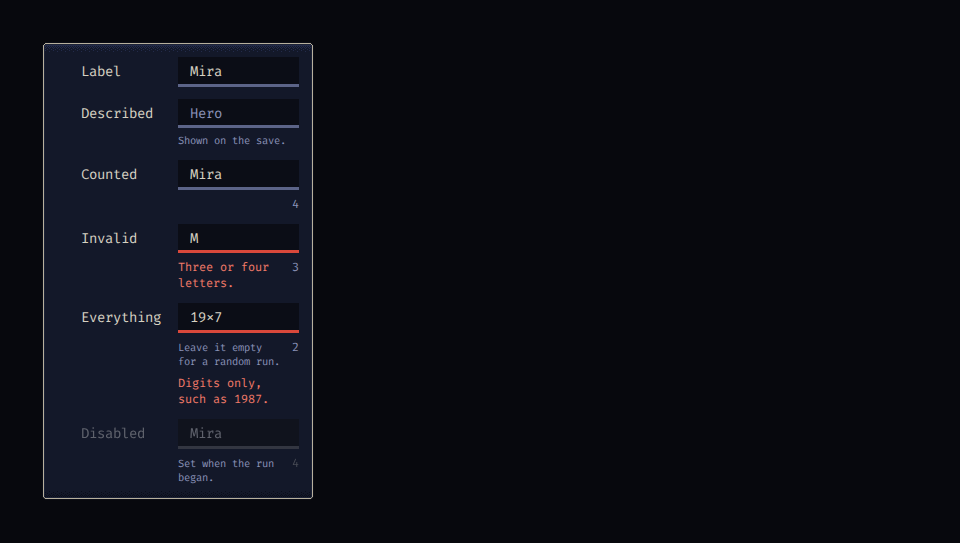 Label Mira
Described Hero
Shown on the save.
Counted Mira
4
Invalid M
Three or four 3
letters.
Everything 19×7
Leave it empty 2
for a random run.
Digits only,
such as 1987.
Disabled Mira
Set when the run 4
began.